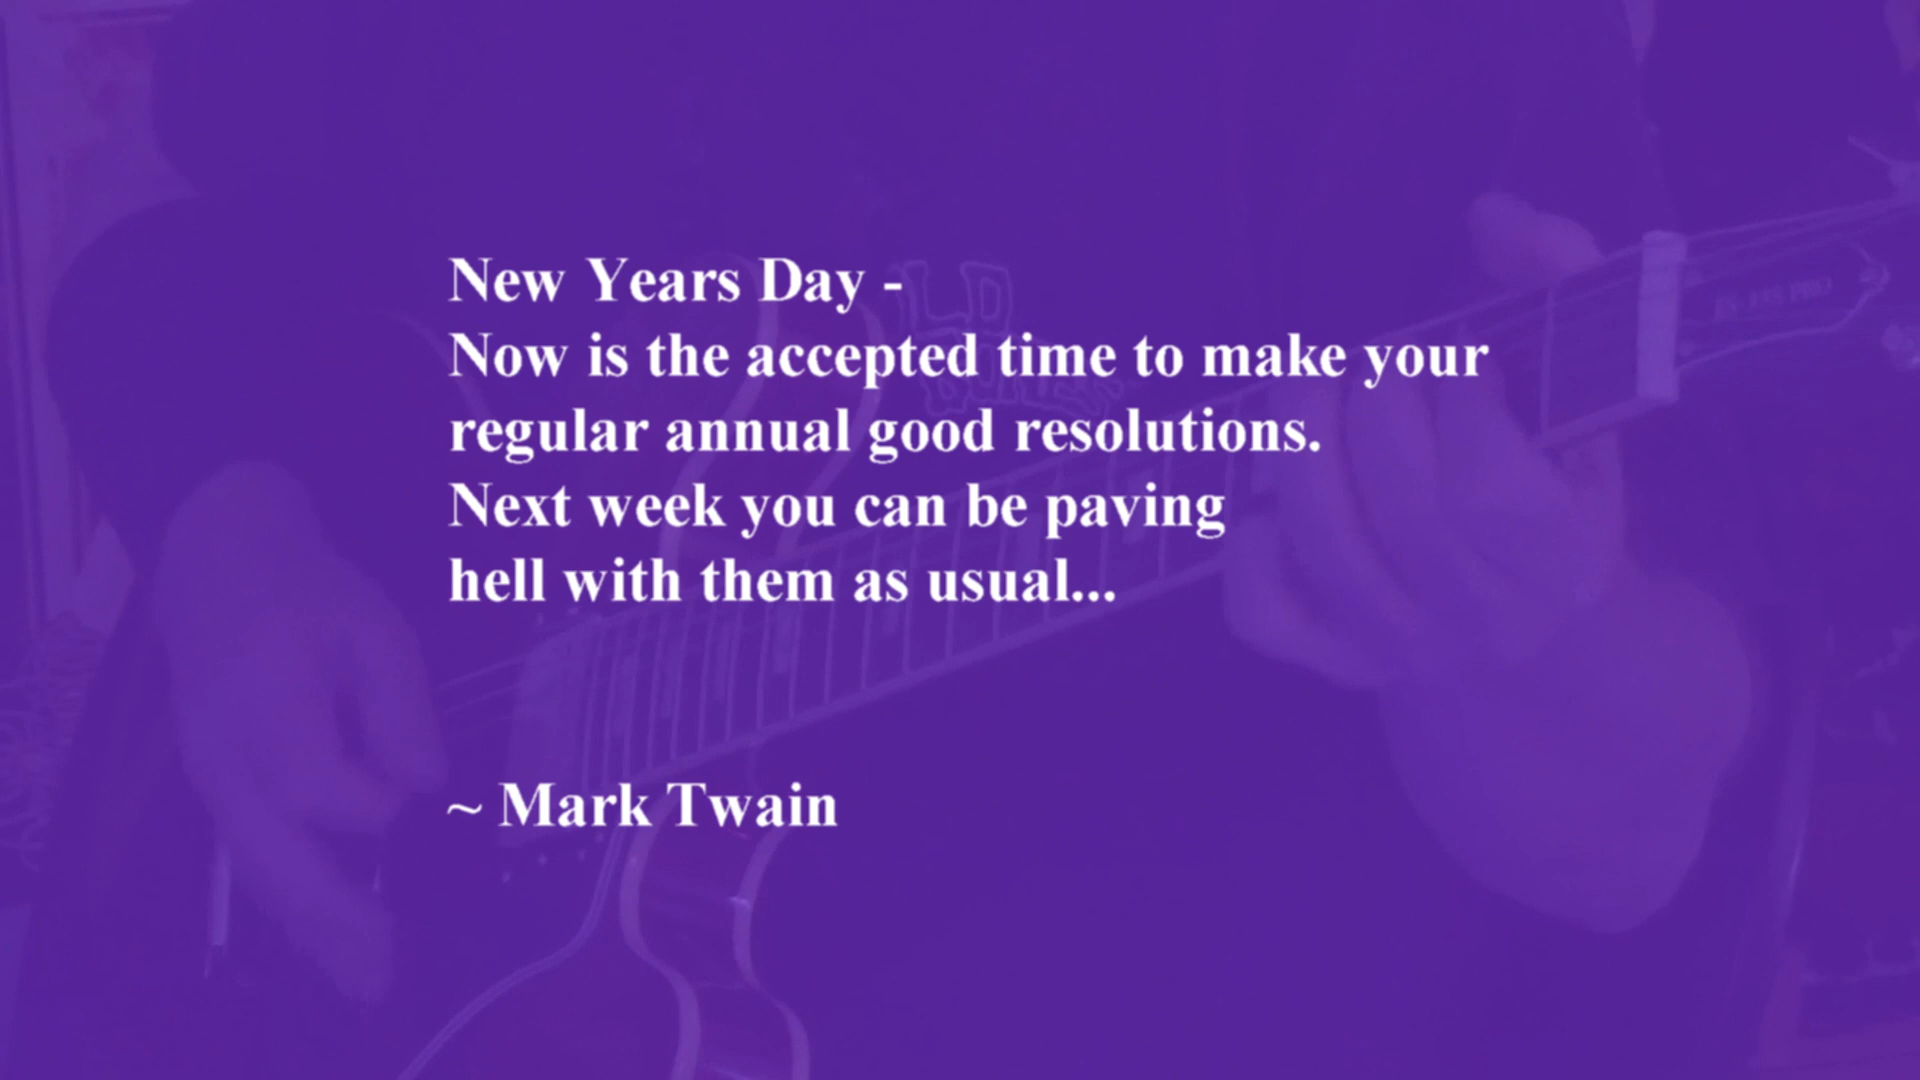 New Years Day -
Now is the accepted time to make your
regular annual good resolutions.
Next week you can be paving
hell with them as usual...
~ Mark Twain